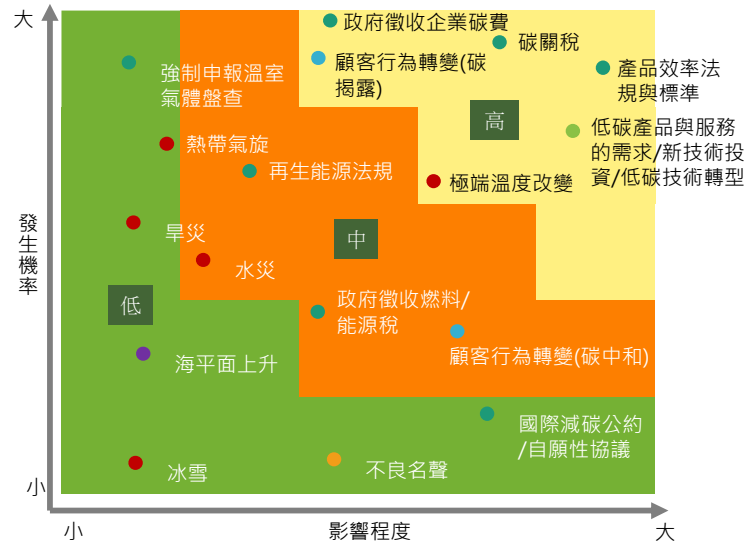 大
政府徵收企業碳費
碳關稅
顧客行為轉變(碳
揭露)
產品效率法
規與標準
強制申報溫室
氣體盤查
高
低碳產品與服務
的需求/新技術投
資/低碳技術轉型
熱帶氣旋
再生能源法規
極端溫度改變
發生機率
旱災
中
水災
低
政府徵收燃料/
能源稅
顧客行為轉變(碳中和)
海平面上升
國際減碳公約
/自願性協議
不良名聲
冰雪
小
小
影響程度
大